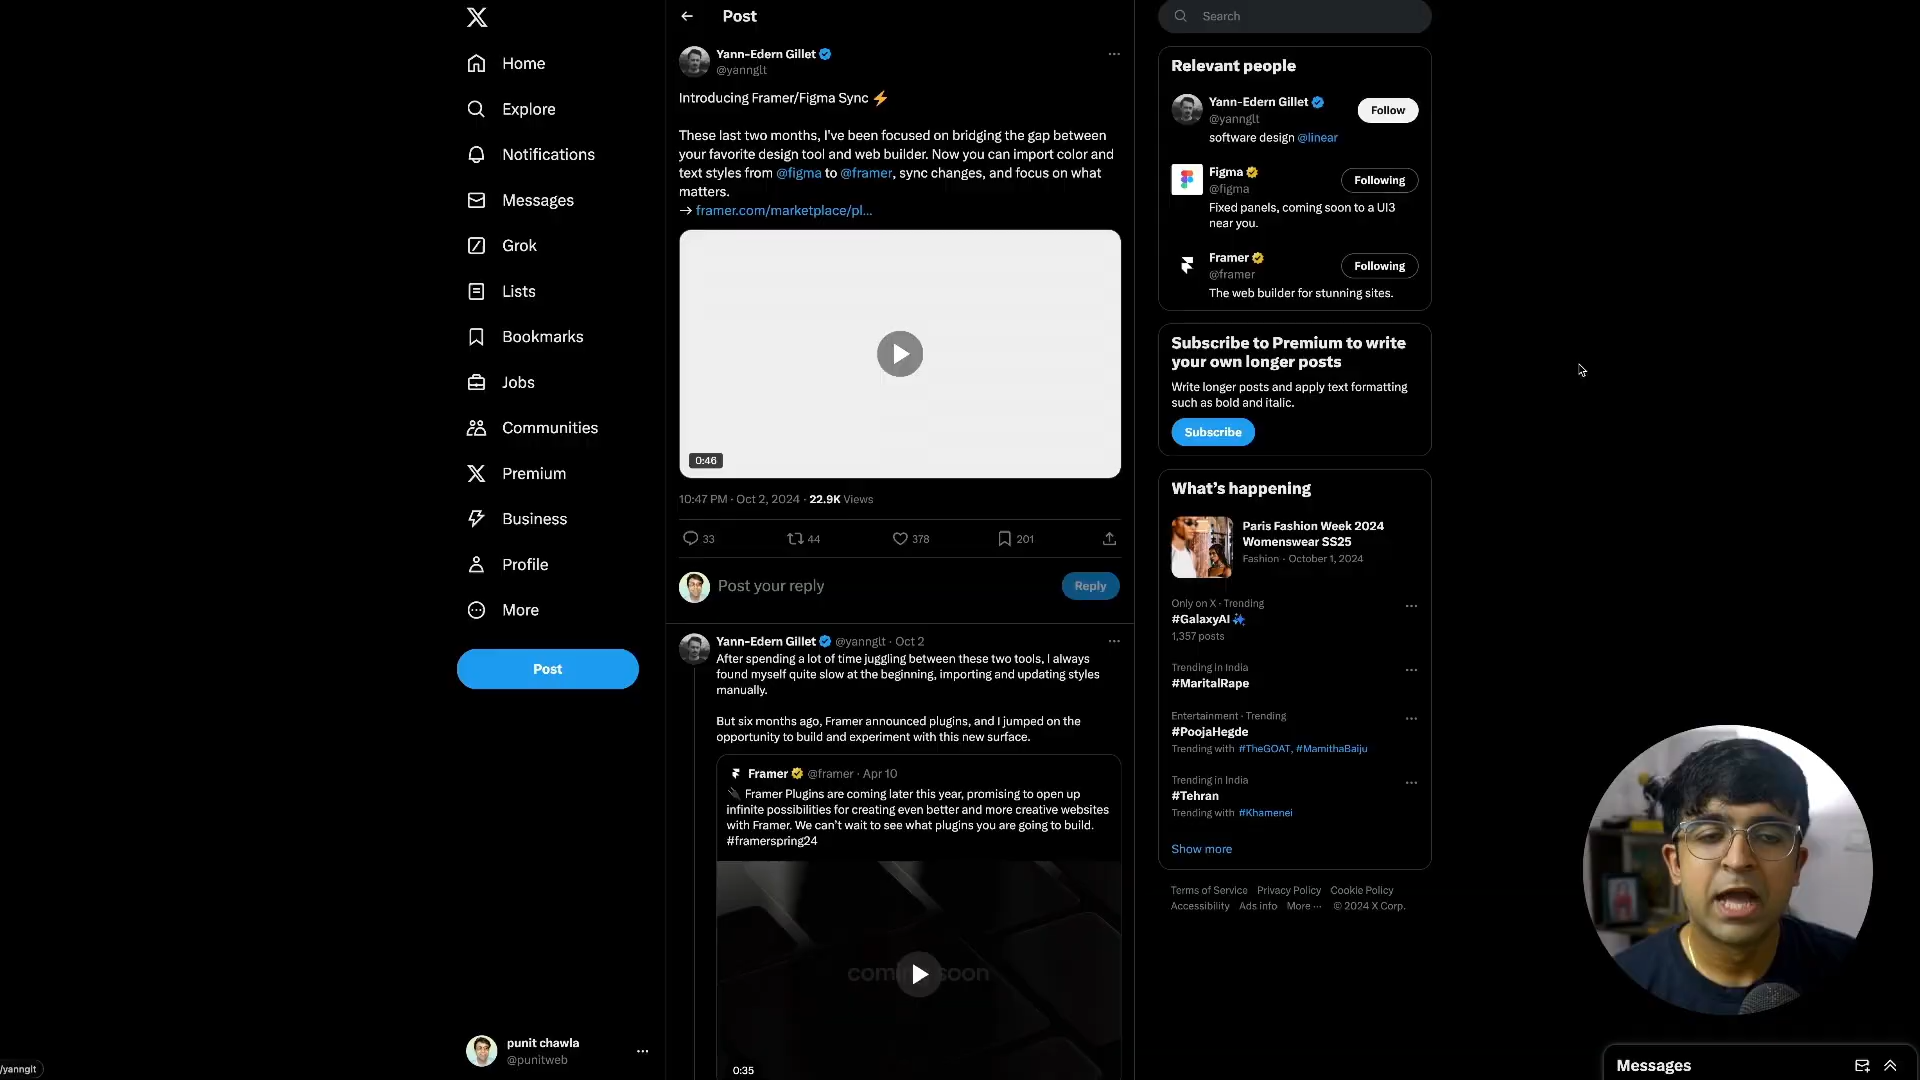 Home
Explore
Notifications
Messages
Grok
Lists
Bookmarks
Jobs
Communities
Premium
Business
Profile
More
Post
punit chawla
@punitweb
/yannglt
Post
Yann-Edern Gillet
@yannglt
Introducing Framer/Figma Sync ⚡
These last two months, I've been focused on bridging the gap between
your favorite design tool and web builder. Now you can import color and
text styles from @figma to @framer, sync changes, and focus on what
matters.
→ framer.com/marketplace/pl...
0:46
10:47 PM · Oct 2, 2024 · 22.9K Views
33 44 378 201
Post your reply
Reply
Yann-Edern Gillet @yannglt · Oct 2
After spending a lot of time juggling between these two tools, I always
found myself quite slow at the beginning, importing and updating styles
manually.
But six months ago, Framer announced plugins, and I jumped on the
opportunity to build and experiment with this new surface.
Framer @framer · Apr 10
🔌 Framer Plugins are coming later this year, promising to open up
infinite possibilities for creating even better and more creative websites
with Framer. We can't wait to see what plugins you are going to build.
#framerspring24
soon
0:35
Search
Relevant people
Yann-Edern Gillet
@yannglt
Follow
software design @linear
Figma
@figma
Following
Fixed panels, coming soon to a UI3
near you.
Framer
@framer
Following
The web builder for stunning sites.
Subscribe to Premium to write
your own longer posts
Write longer posts and apply text formatting
such as bold and italic.
Subscribe
What's happening
Paris Fashion Week 2024
Womenswear SS25
Fashion · October 1, 2024
Only on X · Trending
#GalaxyAI
1,357 posts
Trending in India
#MaritalRape
Entertainment · Trending
#PoojaHegde
Trending with #TheGOAT, #MamithaBaiju
Trending in India
#Tehran
Trending with #Khamenei
Show more
Terms of Service Privacy Policy Cookie Policy
Accessibility Ads info More ··· © 2024 X Corp.
Messages